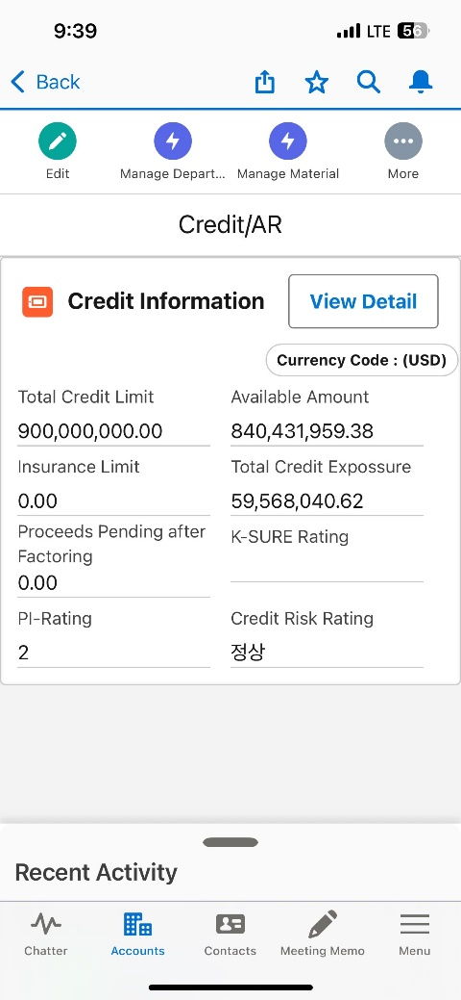 9:39
LTE 56
Back
Edit
Manage Depart...
Manage Material
More
Credit/AR
Credit Information
View Detail
Currency Code : (USD)
Total Credit Limit
Available Amount
900,000,000.00
840,431,959.38
Insurance Limit
Total Credit Expossure
0.00
59,568,040.62
Proceeds Pending after
Factoring
K-SURE Rating
0.00
PI-Rating
Credit Risk Rating
2
정상
Recent Activity
Chatter
Accounts
Contacts
Meeting Memo
Menu